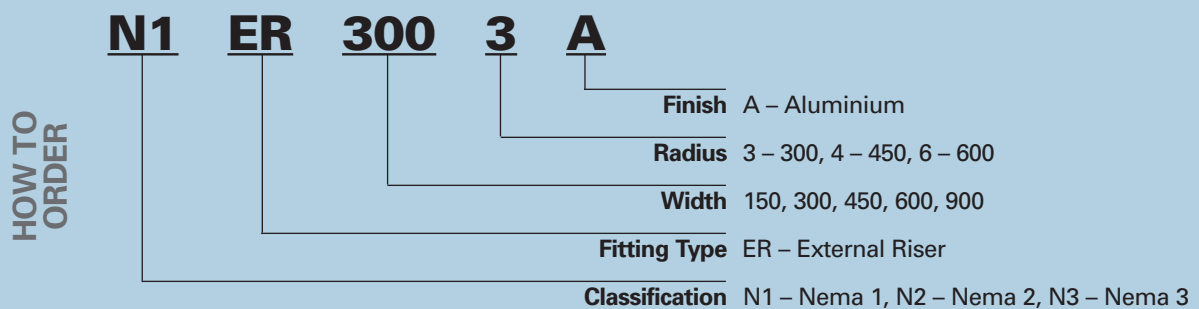 N1 ER 300 3 A
HOW TO
ORDER
Finish A – Aluminium
Radius 3 – 300, 4 – 450, 6 – 600
Width 150, 300, 450, 600, 900
Fitting Type ER – External Riser
Classification N1 – Nema 1, N2 – Nema 2, N3 – Nema 3